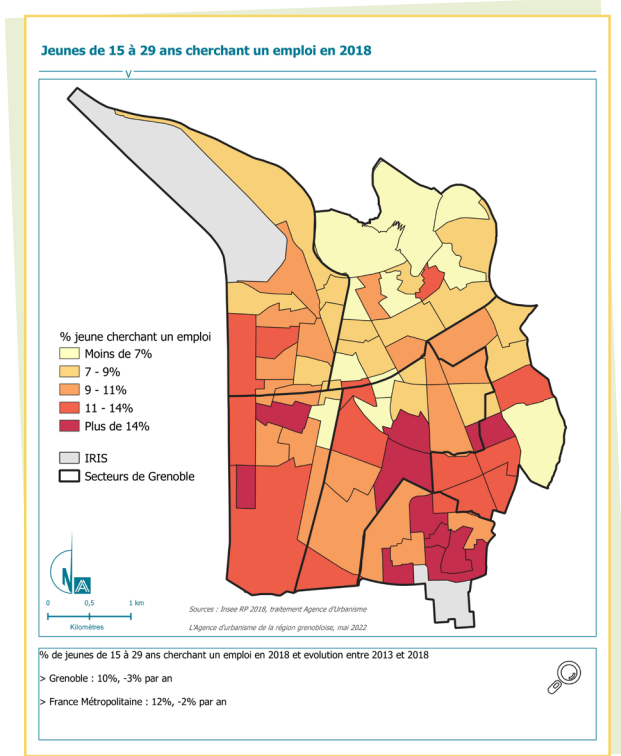 Jeunes de 15 à 29 ans cherchant un emploi en 2018
% jeune cherchant un emploi
Moins de 7%
7 - 9%
9 - 11%
11 - 14%
Plus de 14%
IRIS
Secteurs de Grenoble
N
0 0,5 1 km
Kilomètres
Sources : Insee RP 2018, traitement Agence d'Urbanisme
L'Agence d'urbanisme de la région grenobloise, mai 2022
% de jeunes de 15 à 29 ans cherchant un emploi en 2018 et evolution entre 2013 et 2018
> Grenoble : 10%, -3% par an
> France Métropolitaine : 12%, -2% par an